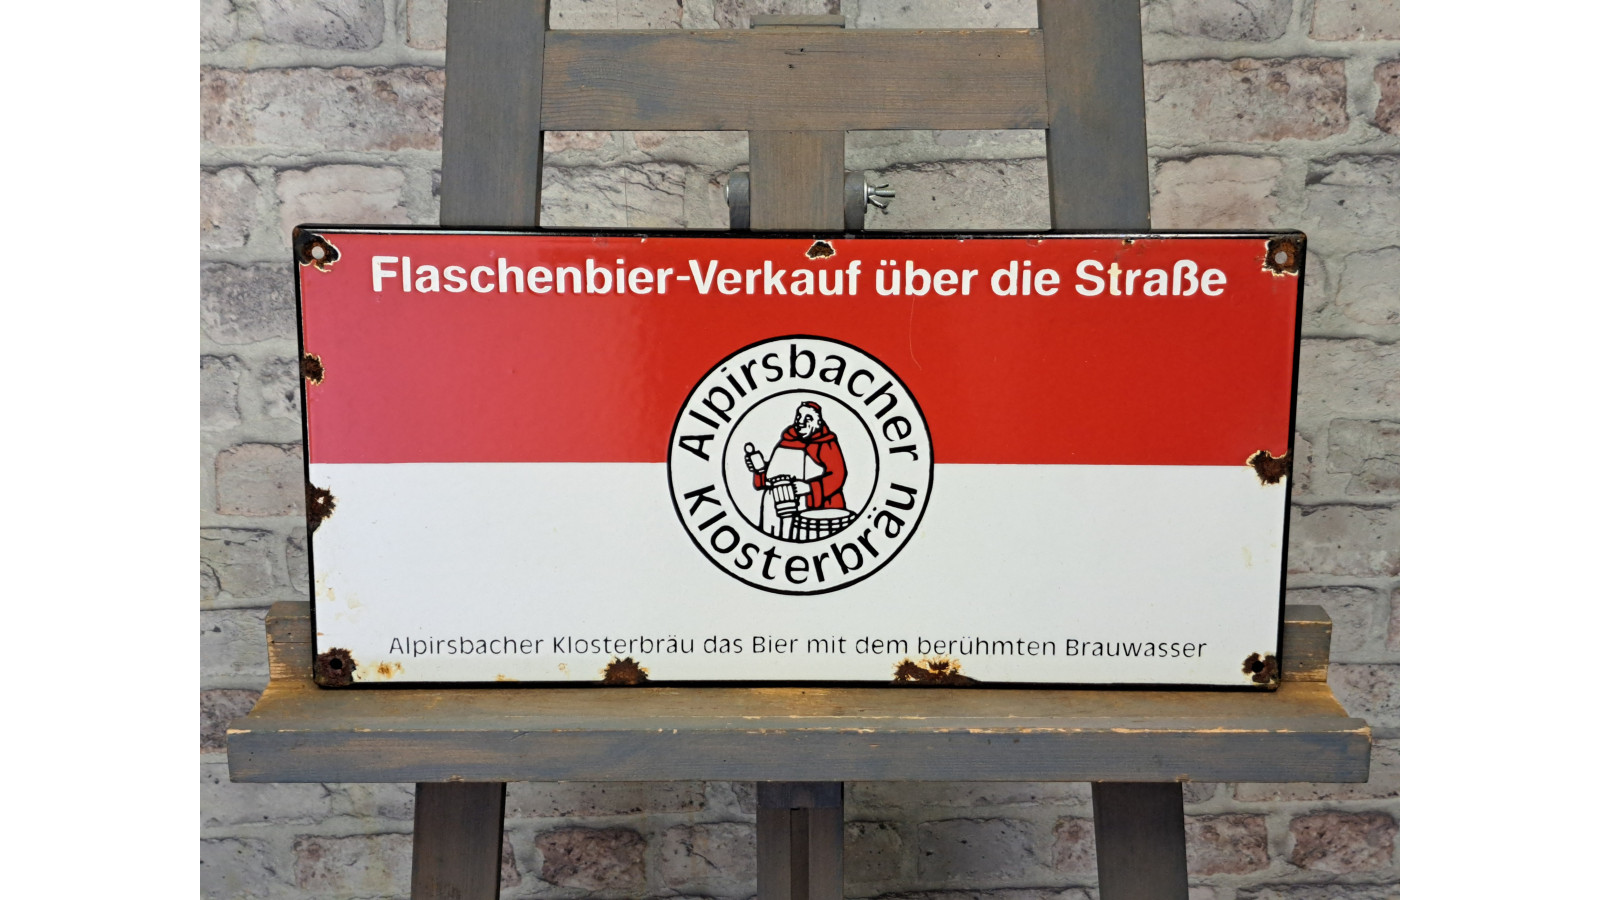 Flaschenbier-Verkauf über die Straße
Alpirsbacher
Klosterbräu
Alpirsbacher Klosterbräu das Bier mit dem berühmten Brauwasser